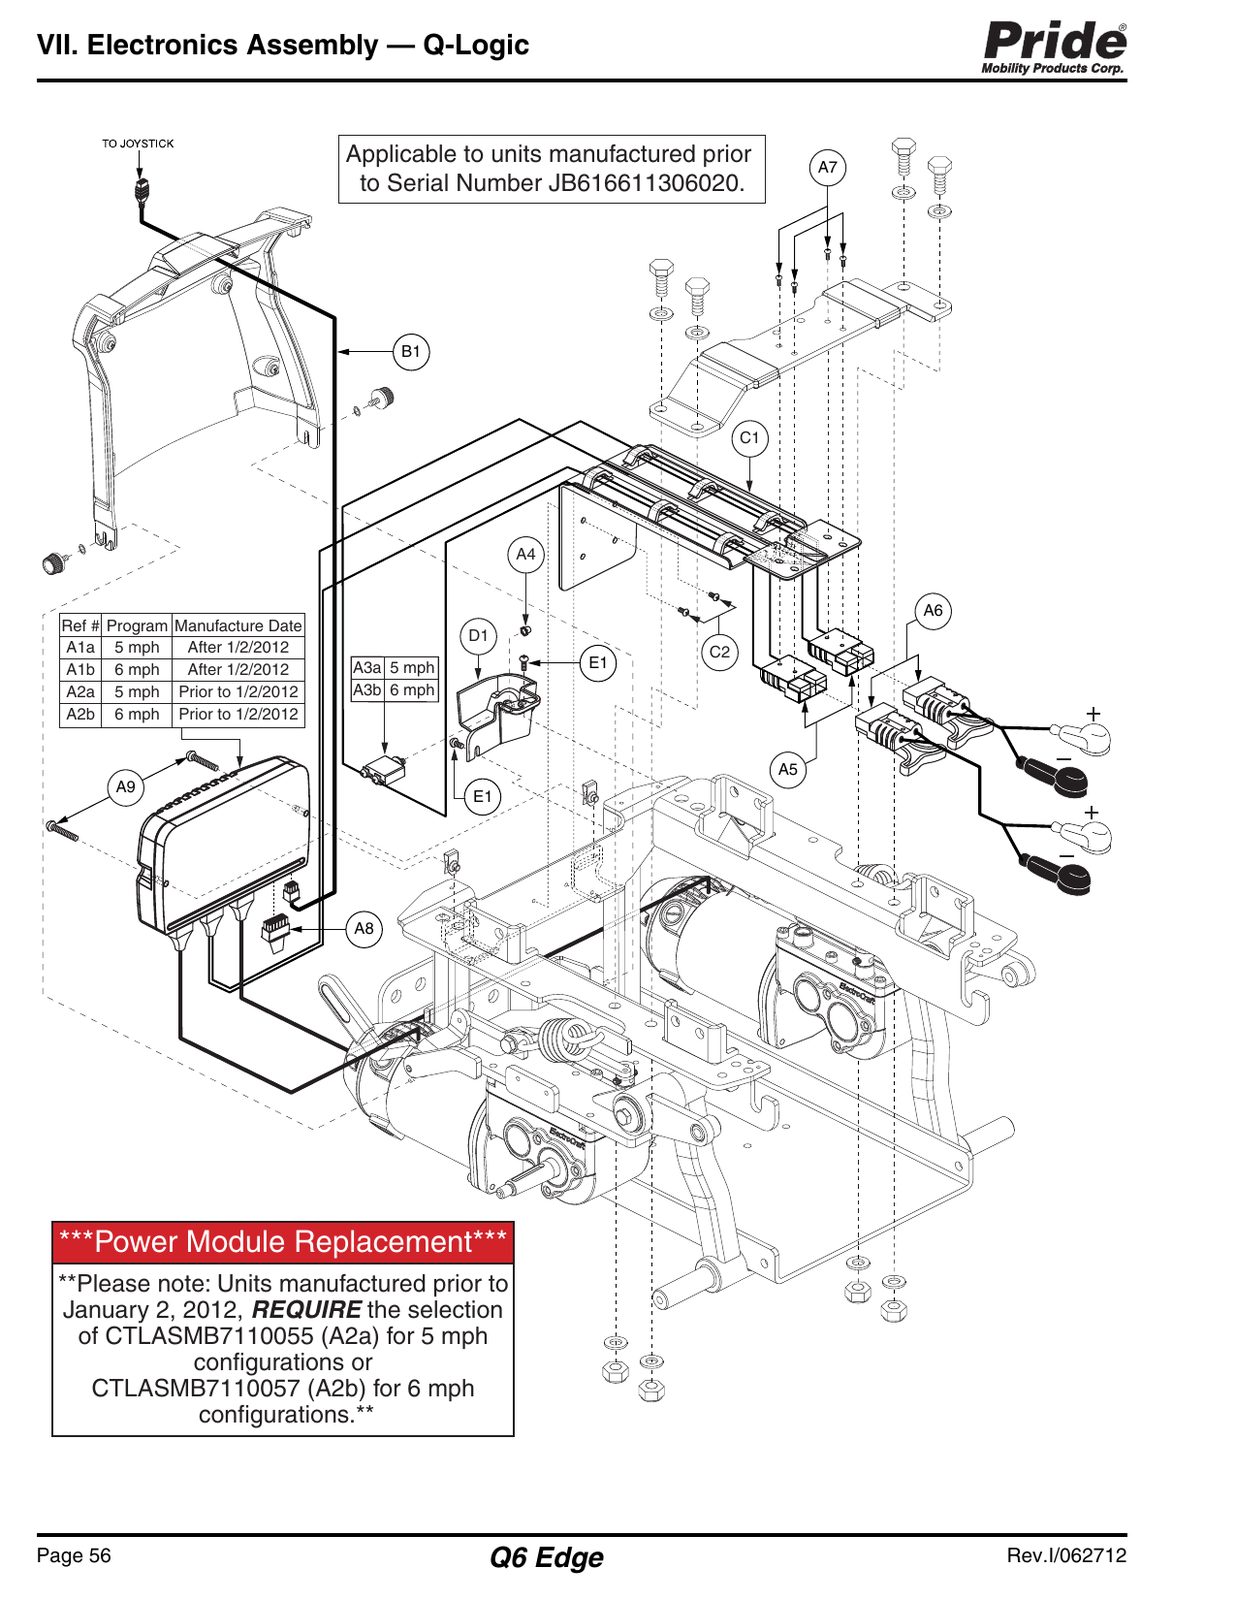 VII. Electronics Assembly — Q-Logic
Pride®
Mobility Products Corp.
TO JOYSTICK
Applicable to units manufactured prior
to Serial Number JB616611306020.
A7
B1
C1
A4
A6
D1
E1
C2
Ref # Program Manufacture Date
A1a 5 mph After 1/2/2012
A1b 6 mph After 1/2/2012
A2a 5 mph Prior to 1/2/2012
A2b 6 mph Prior to 1/2/2012
A3a 5 mph
A3b 6 mph
+
−
A5
A9
E1
+
−
A8
ElectroCraft
ElectroCraft
***Power Module Replacement***
**Please note: Units manufactured prior to
January 2, 2012, REQUIRE the selection
of CTLASMB7110055 (A2a) for 5 mph
configurations or
CTLASMB7110057 (A2b) for 6 mph
configurations.**
Page 56
Q6 Edge
Rev.I/062712